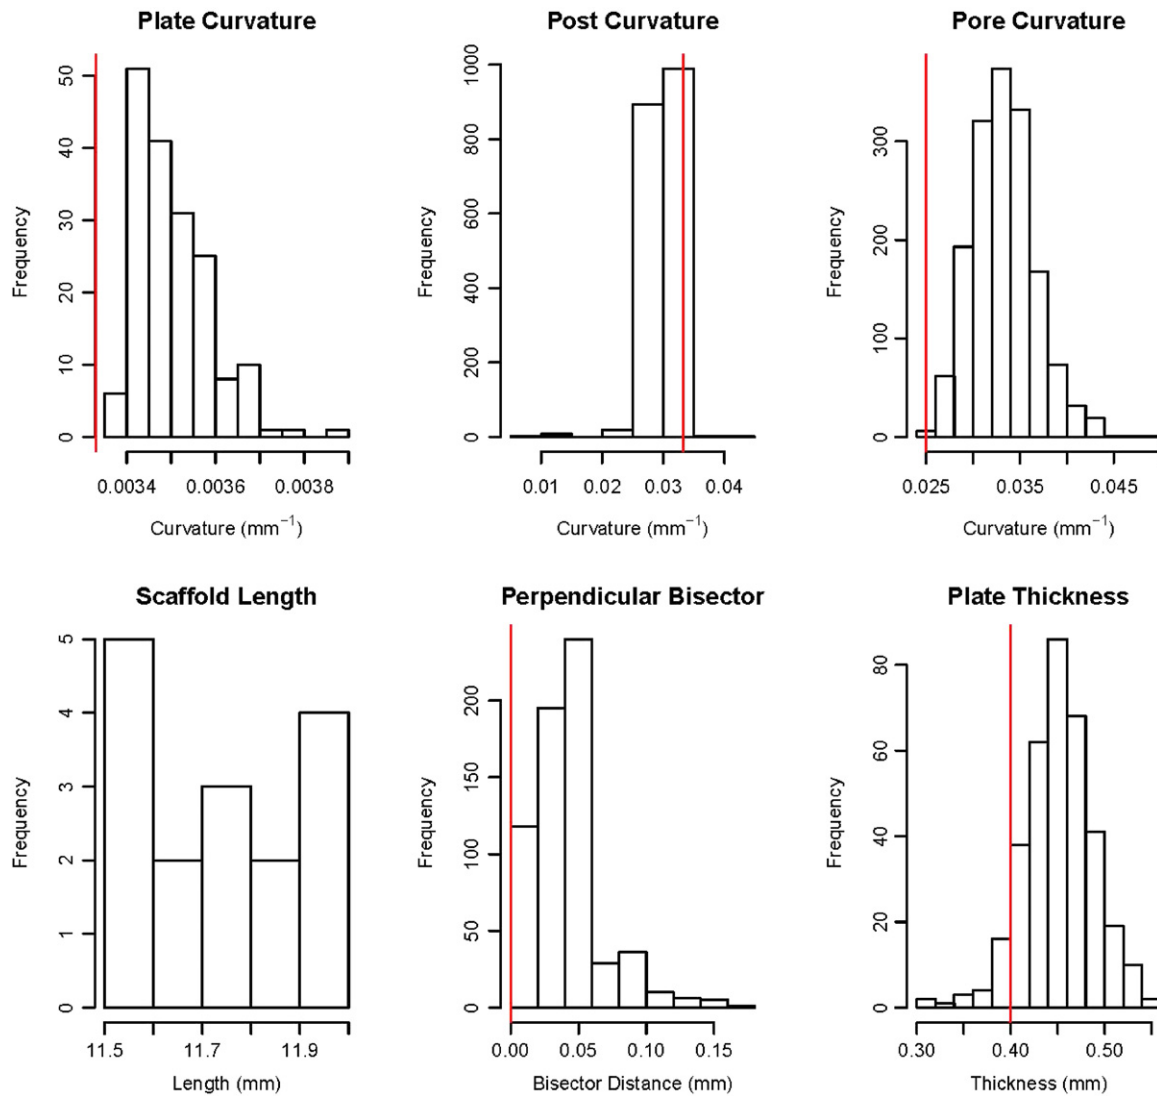 Plate Curvature
Frequency
0 10 20 30 40 50
0.0034 0.0036 0.0038
Curvature (mm⁻¹)
Post Curvature
Frequency
0 200 400 600 800 1000
0.01 0.02 0.03 0.04
Curvature (mm⁻¹)
Pore Curvature
Frequency
0 100 200 300
0.025 0.035 0.045
Curvature (mm⁻¹)
Scaffold Length
Frequency
0 1 2 3 4 5
11.5 11.7 11.9
Length (mm)
Perpendicular Bisector
Frequency
0 50 100 150 200
0.00 0.05 0.10 0.15
Bisector Distance (mm)
Plate Thickness
Frequency
0 20 40 60 80
0.30 0.40 0.50
Thickness (mm)